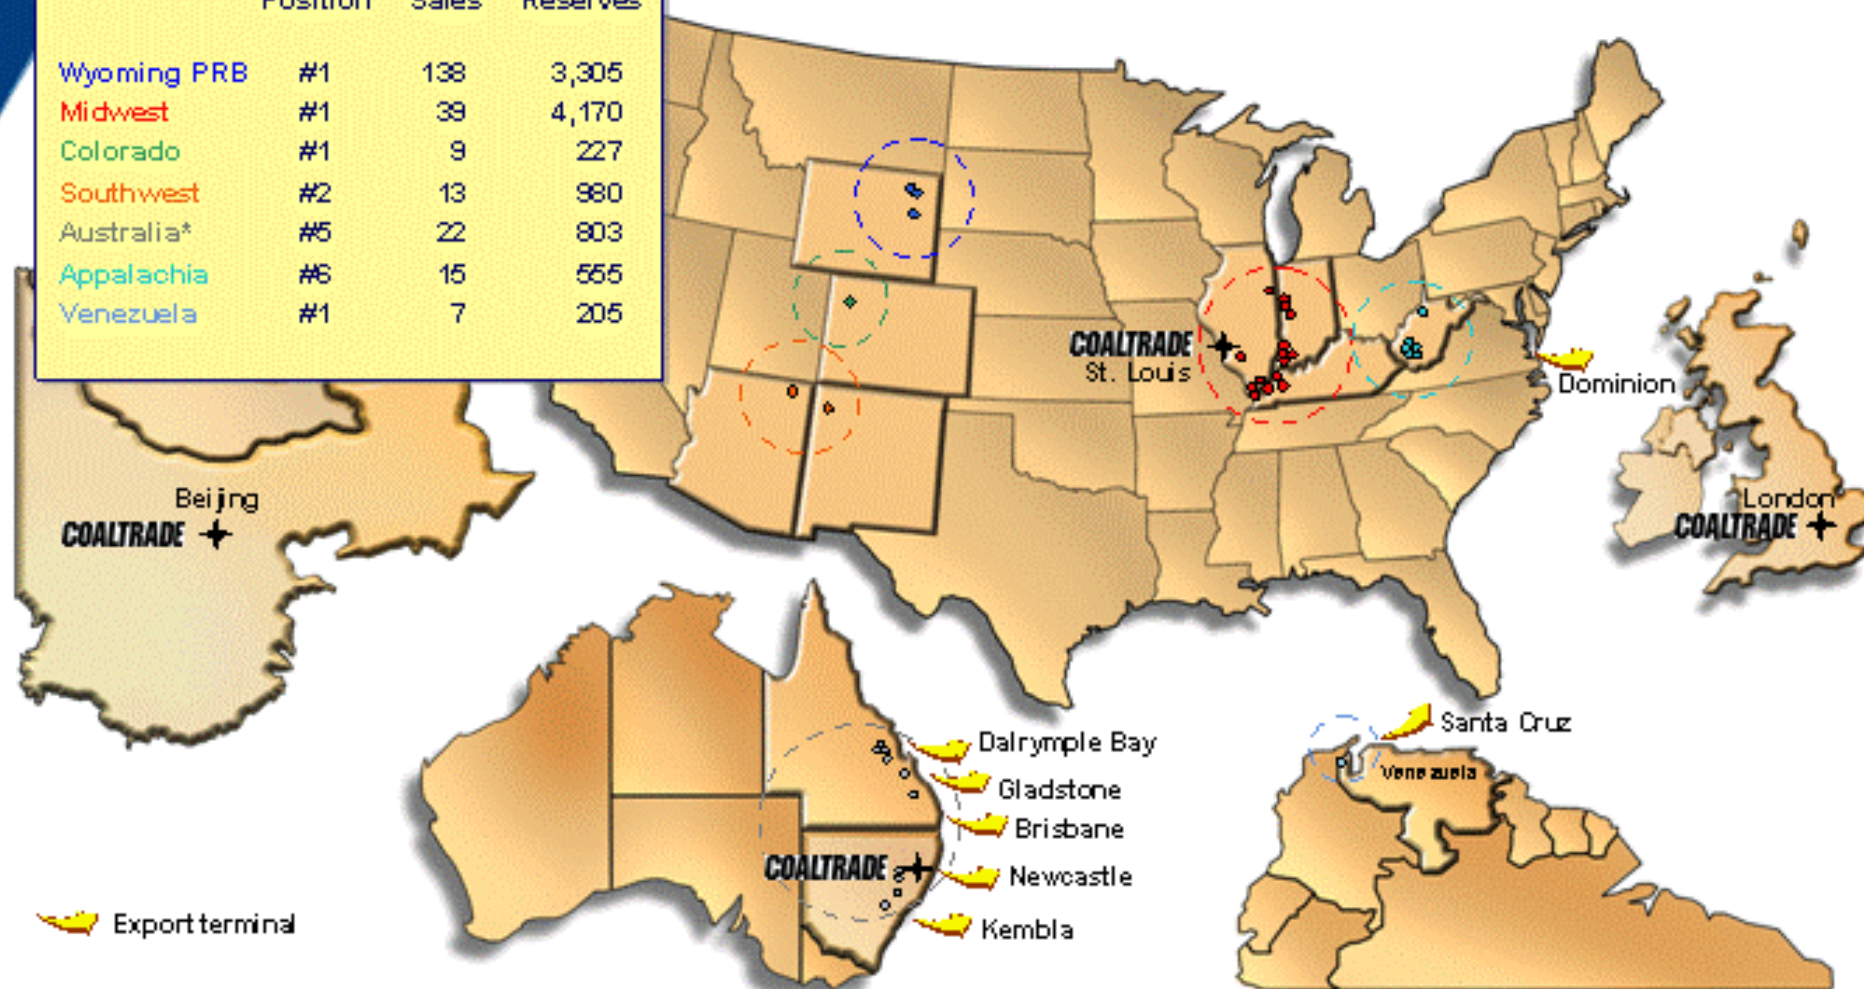 Position Sales Reserves
Wyoming PRB #1 138 3,305
Midwest #1 39 4,170
Colorado #1 9 227
Southwest #2 13 980
Australia* #5 22 803
Appalachia #6 15 555
Venezuela #1 7 205
COALTRADE
St. Louis
Dominion
Beijing
COALTRADE
London
COALTRADE
Dalrymple Bay
Gladstone
Brisbane
COALTRADE
Newcastle
Kembla
Santa Cruz
Venezuela
Export terminal